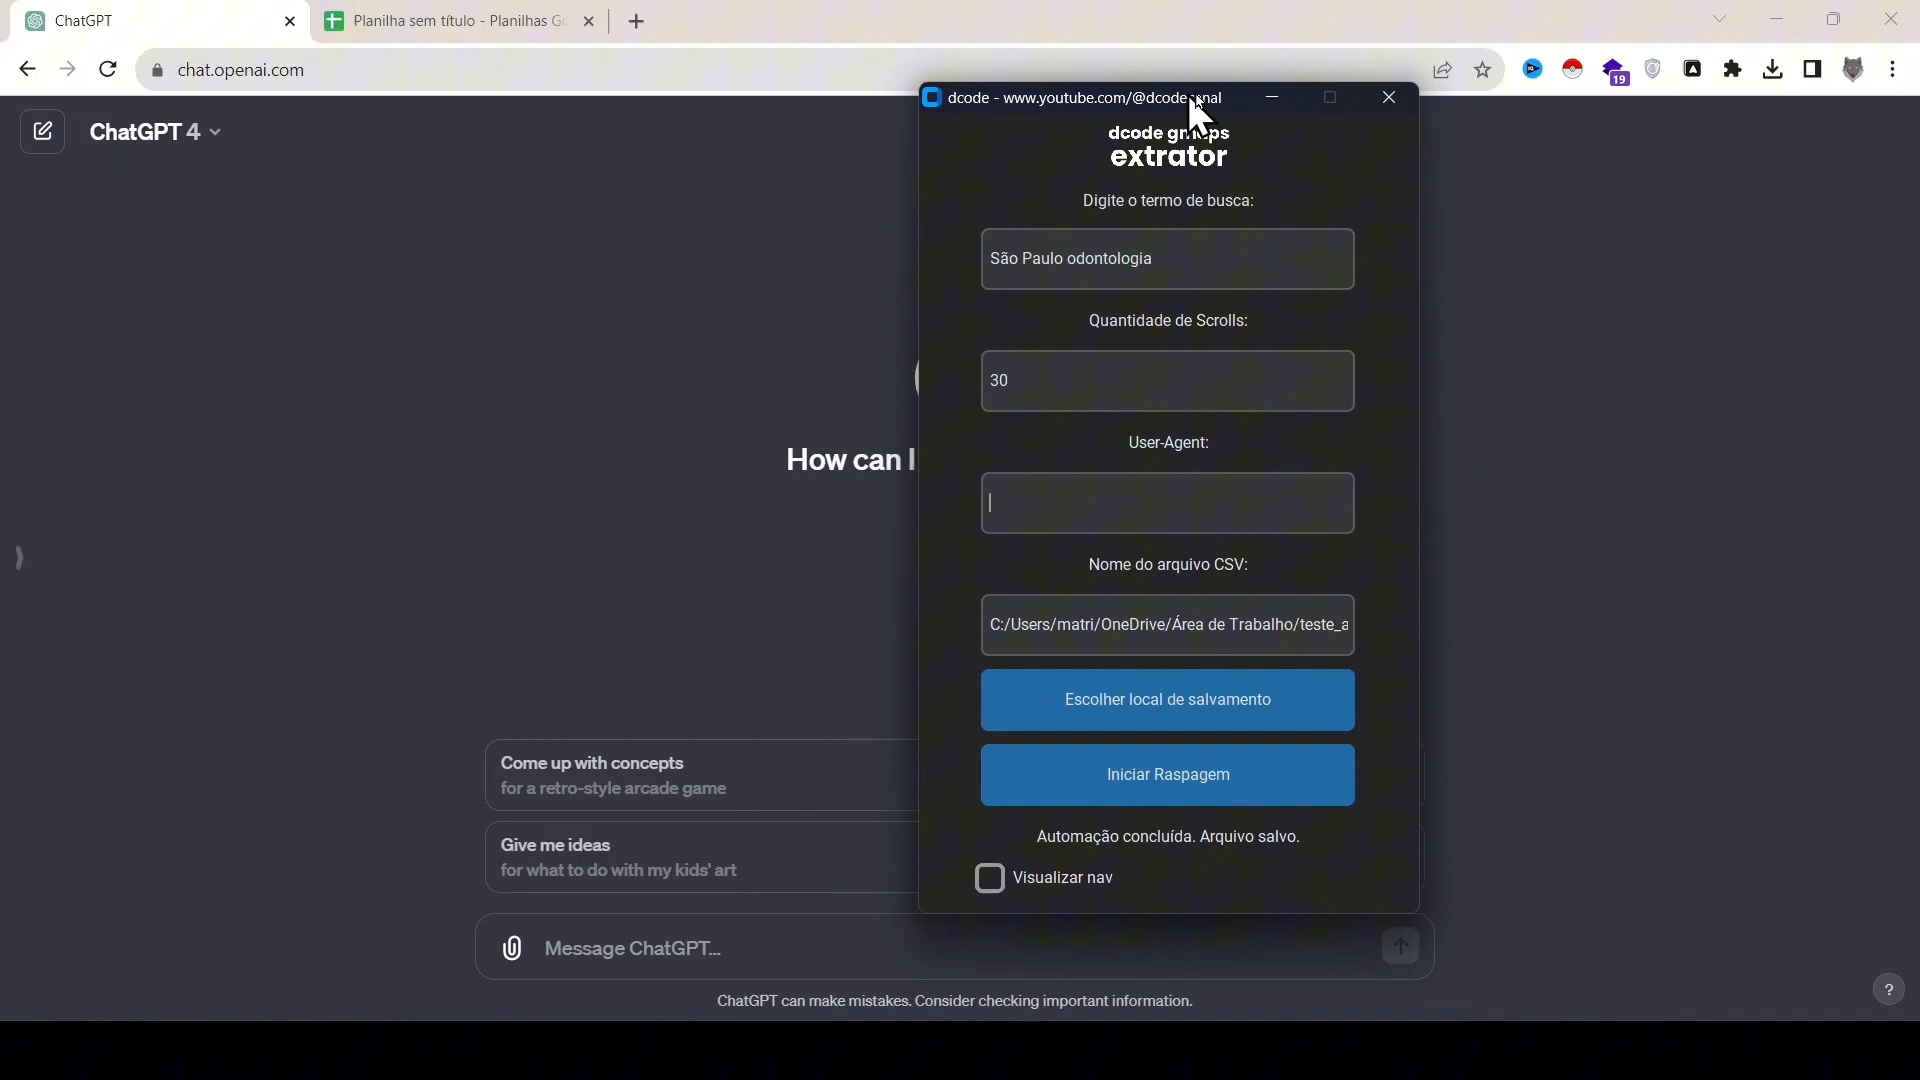 ChatGPT
Planilha sem título - Planilhas Go
chat.openai.com
19
ChatGPT 4
dcode - www.youtube.com/@dcode
dcode
extrator
Digite o termo de busca:
São Paulo odontologia
Quantidade de Scrolls:
30
User-Agent:
How can I
Nome do arquivo CSV:
C:/Users/matri/OneDrive/Área de Trabalho/teste_a
Escolher local de salvamento
Iniciar Raspagem
Automação concluída. Arquivo salvo.
Visualizar nav
Come up with concepts
for a retro-style arcade game
Give me ideas
for what to do with my kids' art
Message ChatGPT...
ChatGPT can make mistakes. Consider checking important information.
?